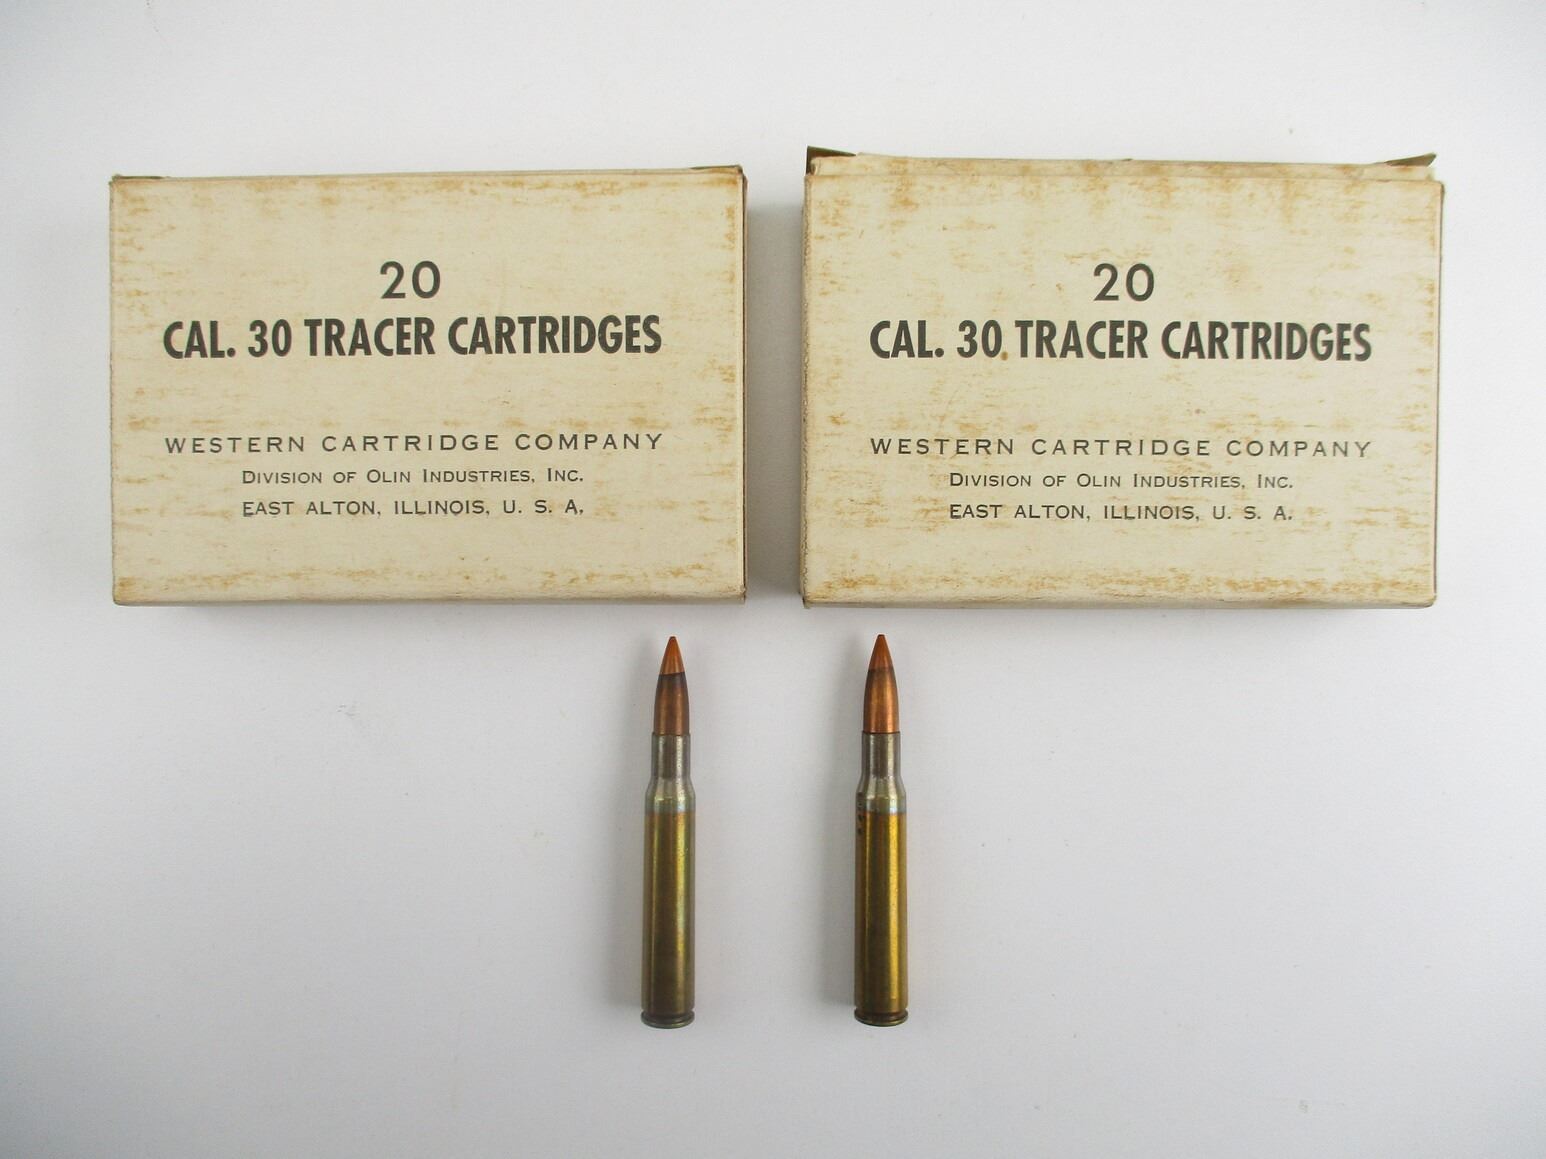 20
CAL. 30 TRACER CARTRIDGES
WESTERN CARTRIDGE COMPANY
DIVISION OF OLIN INDUSTRIES, INC.
EAST ALTON, ILLINOIS, U. S. A.
20
CAL. 30 TRACER CARTRIDGES
WESTERN CARTRIDGE COMPANY
DIVISION OF OLIN INDUSTRIES, INC.
EAST ALTON, ILLINOIS, U. S. A.